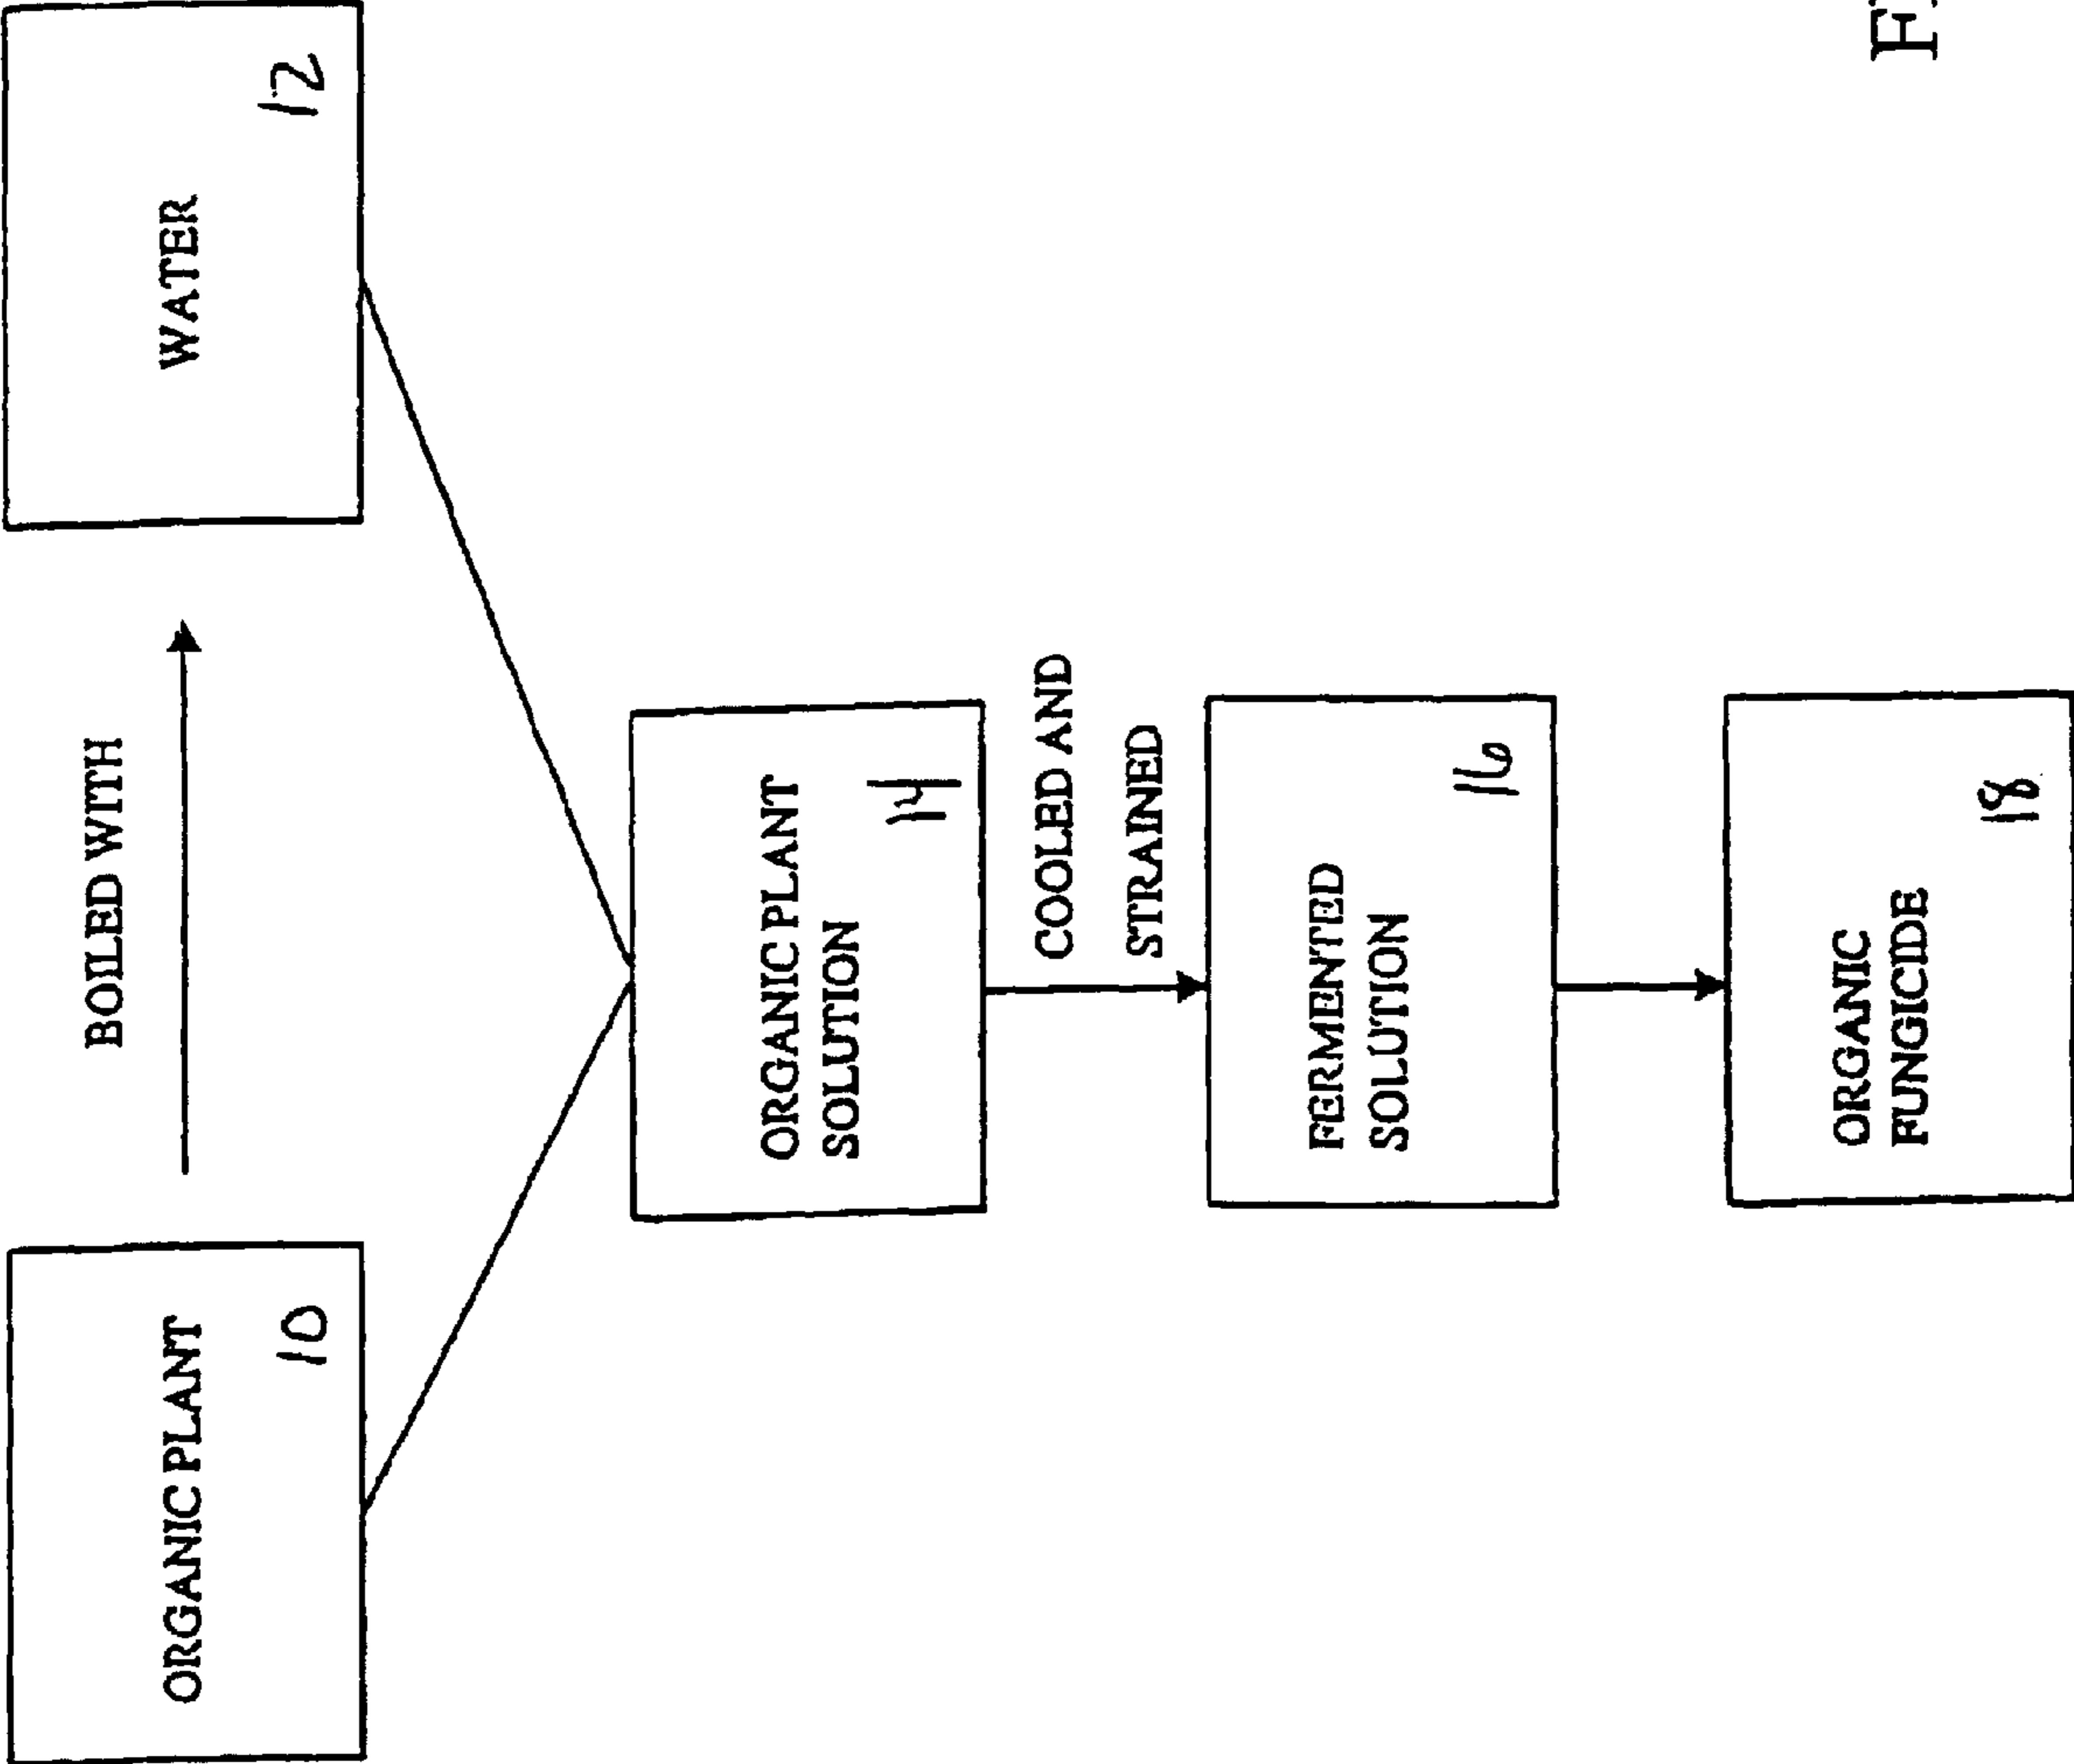 BOILED WITH
ORGANIC PLANT
10
WATER
12
ORGANIC PLANT
SOLUTION
14
COOLED AND
STRAINED
FERMENTED
SOLUTION
16
ORGANIC
FUNGICIDE
18